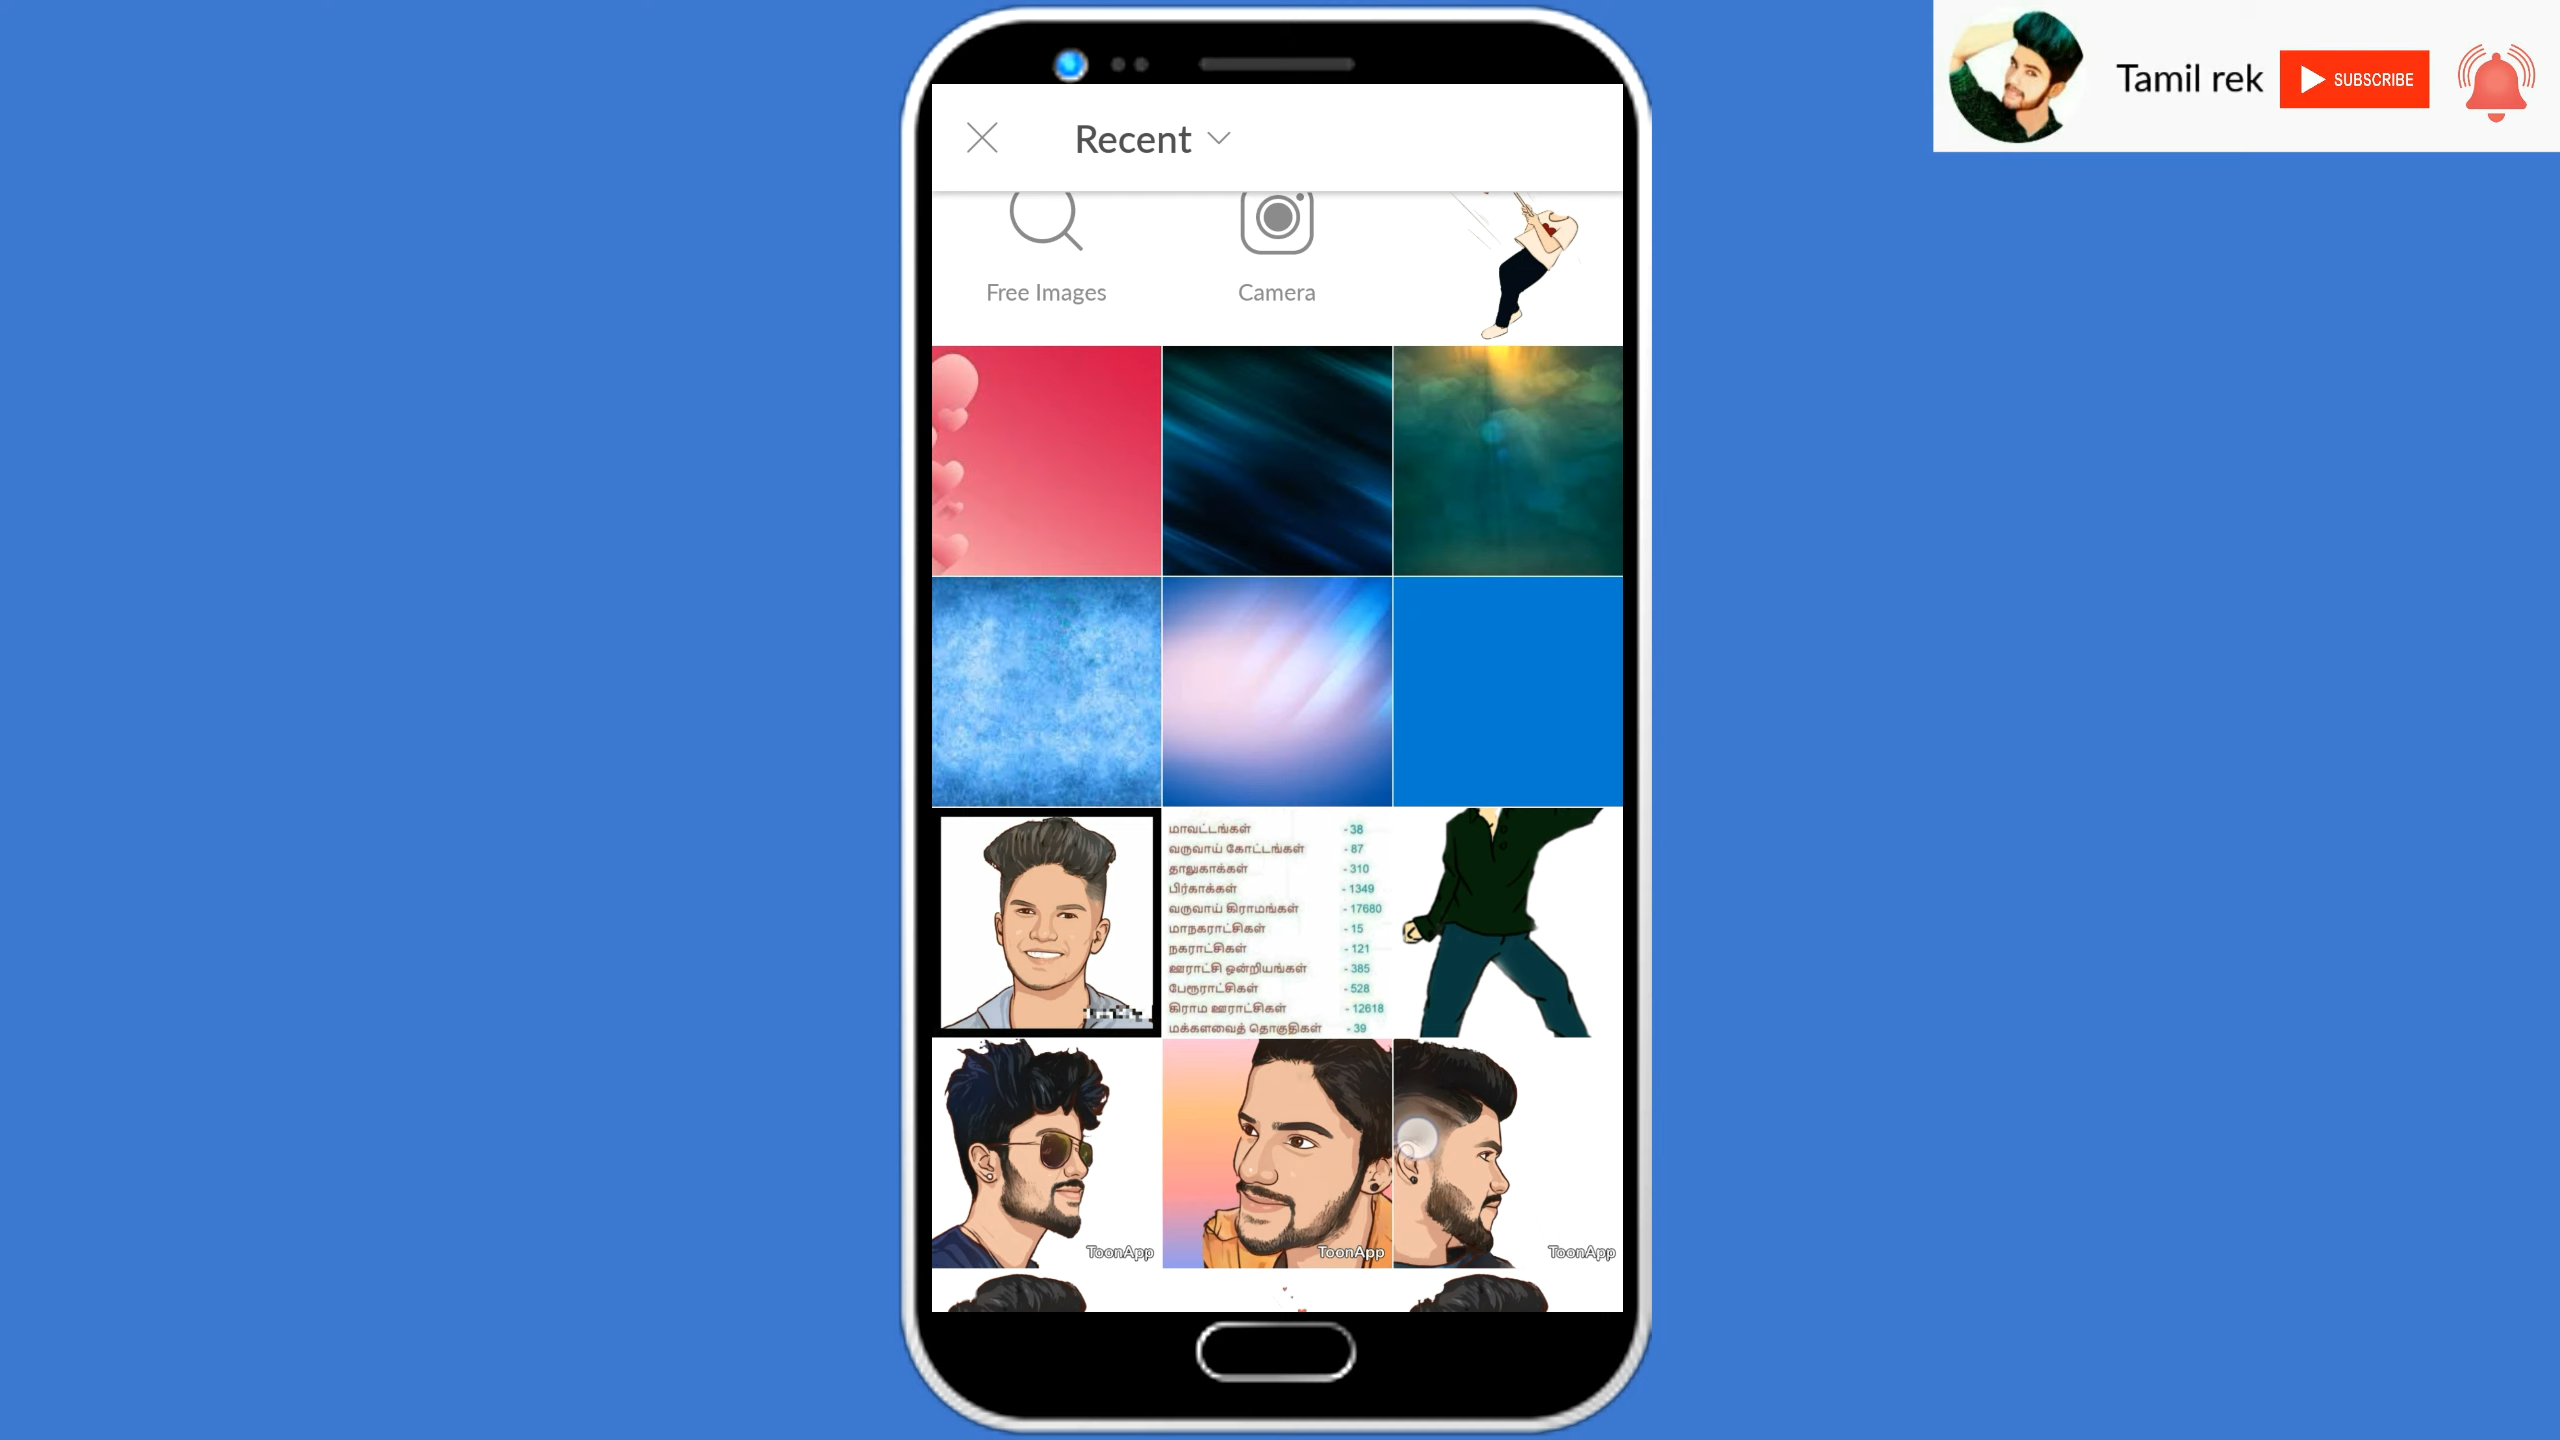 Tamil rek
SUBSCRIBE
Recent
Free Images
Camera
மாவட்டங்கள் - 38
வருவாய் கோட்டங்கள் - 87
தாலுகாக்கள் - 310
பிர்காக்கள் - 1349
வருவாய் கிராமங்கள் - 17680
மாநகராட்சிகள் - 15
நகராட்சிகள் - 121
ஊராட்சி ஒன்றியங்கள் - 385
பேரூராட்சிகள் - 528
கிராம ஊராட்சிகள் - 12618
மக்களவைத் தொகுதிகள் - 39
ToonApp
ToonApp
ToonApp